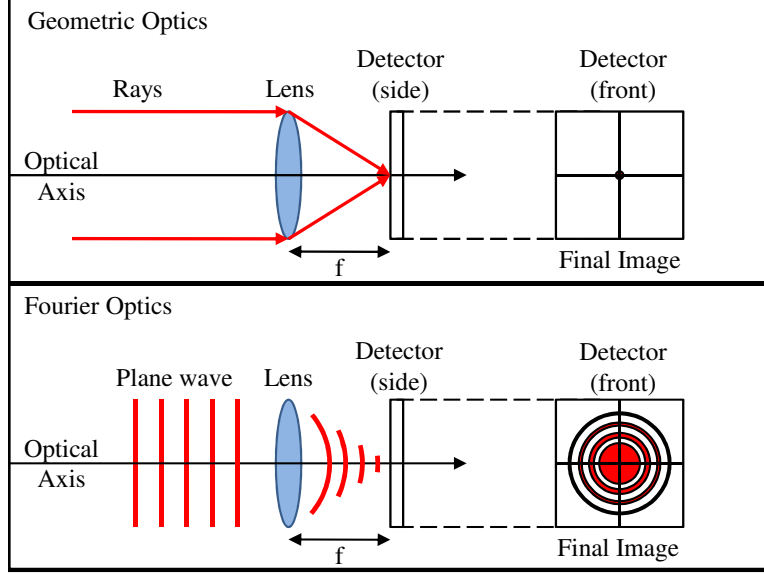 Geometric Optics
Rays
Lens
Detector
(side)
Detector
(front)
Optical
Axis
f
Final Image
Fourier Optics
Plane wave
Lens
Detector
(side)
Detector
(front)
Optical
Axis
f
Final Image